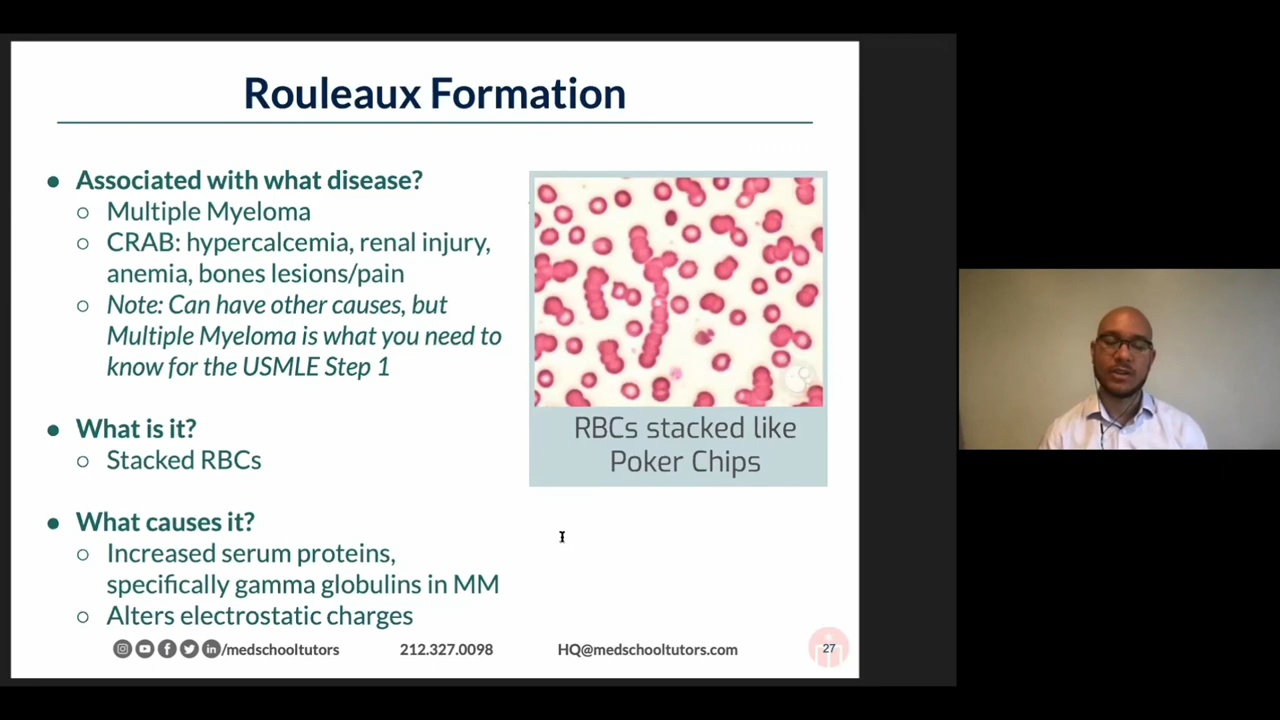 Rouleaux Formation
● Associated with what disease?
○ Multiple Myeloma
○ CRAB: hypercalcemia, renal injury,
anemia, bones lesions/pain
○ Note: Can have other causes, but
Multiple Myeloma is what you need to
know for the USMLE Step 1
● What is it?
○ Stacked RBCs
● What causes it?
○ Increased serum proteins,
specifically gamma globulins in MM
○ Alters electrostatic charges
RBCs stacked like
Poker Chips
/medschooltutors 212.327.0098 HQ@medschooltutors.com 27